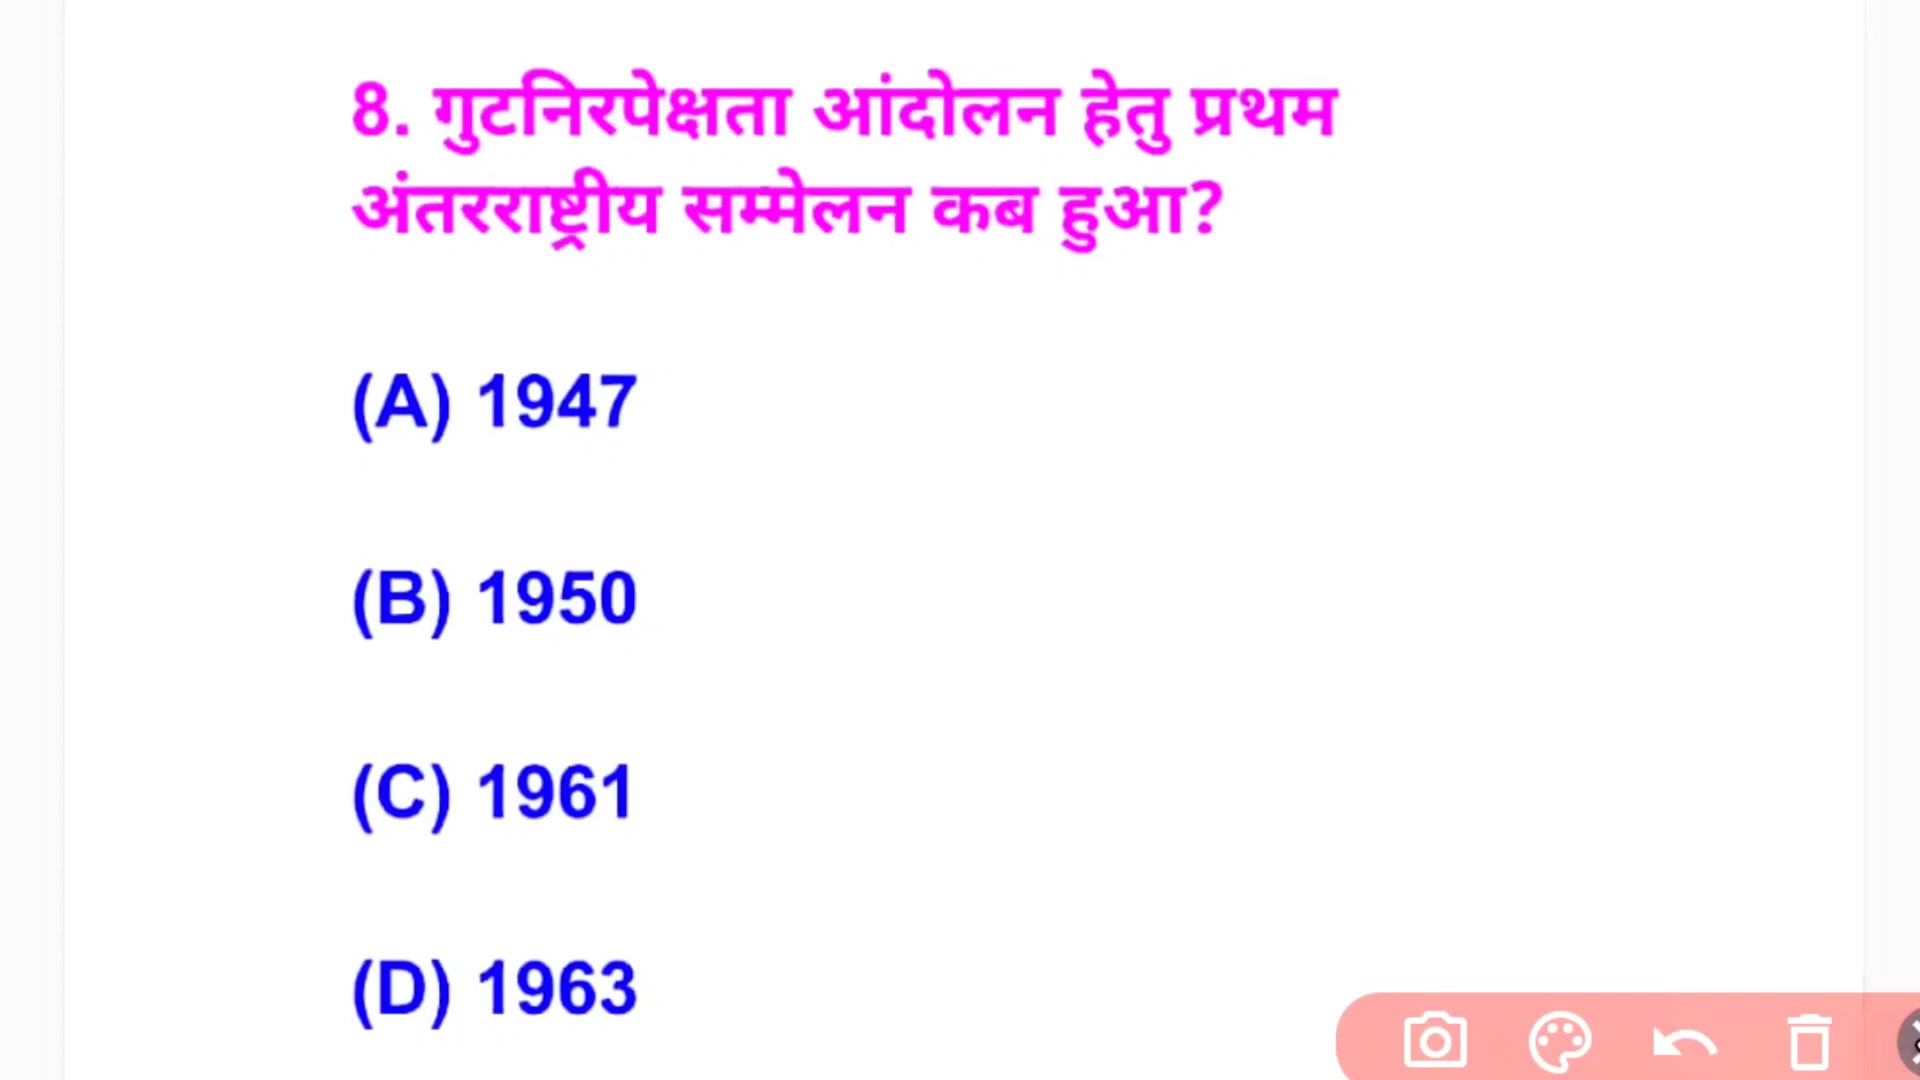 8. गुटनिरपेक्षता आंदोलन हेतु प्रथम
अंतरराष्ट्रीय सम्मेलन कब हुआ?
(A) 1947
(B) 1950
(C) 1961
(D) 1963